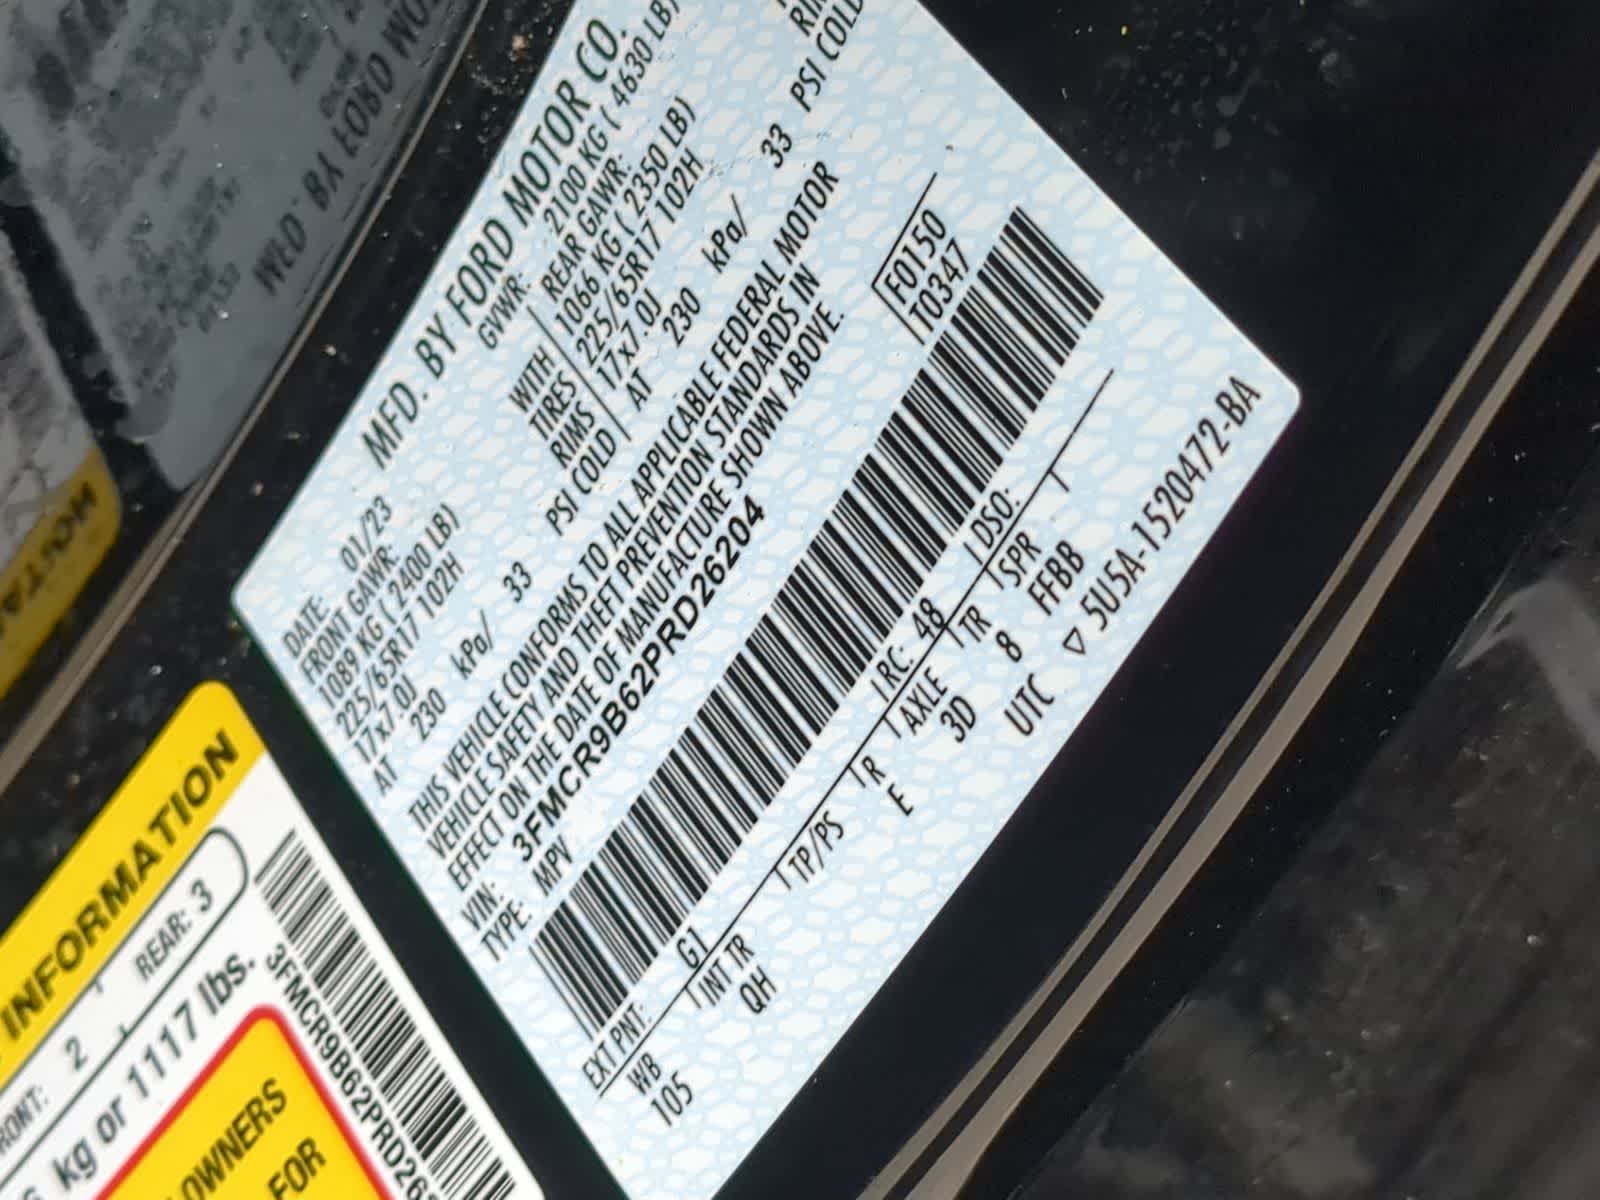 MFD. BY FORD MOTOR CO.
DATE: 01/23 GVWR: 2100 KG ( 4630 LB)
FRONT GAWR: REAR GAWR:
1089 KG ( 2400 LB) WITH 1066 KG ( 2350 LB)
225/65R17 102H TIRES 225/65R17 102H
17x7.0J RIMS 17x7.0J
AT 230 kPa/ 33 PSI COLD AT 230 kPa/ 33 PSI COLD
THIS VEHICLE CONFORMS TO ALL APPLICABLE FEDERAL MOTOR
VEHICLE SAFETY AND THEFT PREVENTION STANDARDS IN
EFFECT ON THE DATE OF MANUFACTURE SHOWN ABOVE.
VIN: 3FMCR9B62PRD26204
TYPE: MPV
F0150
T0347
EXT PNT: G1 RC: 48 DSO:
WB INT TR TP/PS R AXLE TR SPR
105 QH E 3D 8 FFBB
UTC
▽ 5U5A-1520472-BA
INFORMATION
FRONT: 2 REAR: 3
kg or 1117 lbs.
3FMCR9B62PRD26
OWNERS
FOR